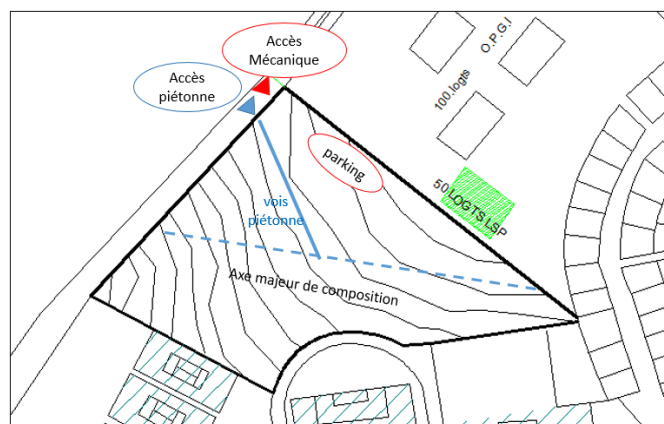 Accès
Mécanique
Accès
piétonne
O.P.G.I
100.logts
parking
50 LOGTS LSP
vois
piétonne
Axe majeur de composition